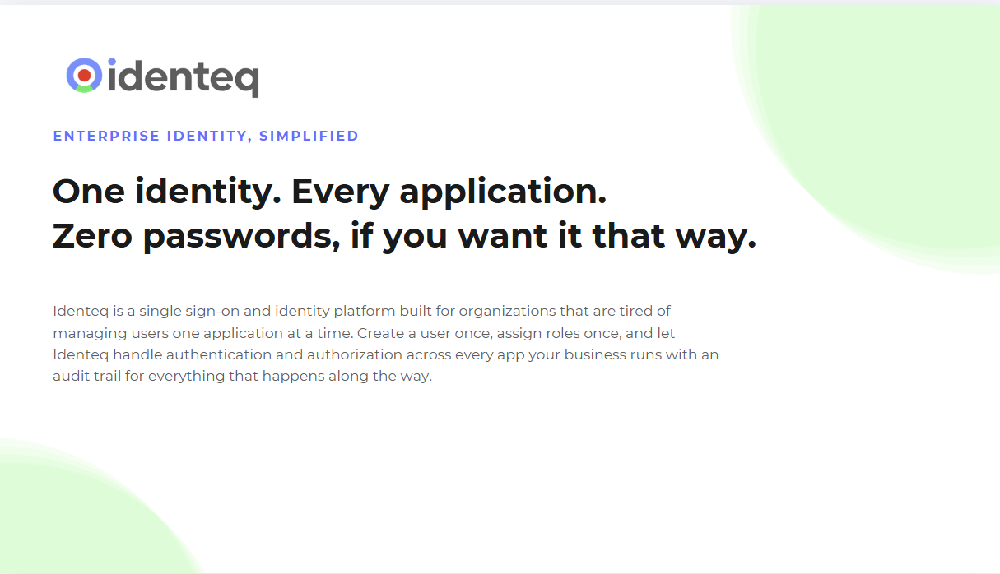 identeq
ENTERPRISE IDENTITY, SIMPLIFIED
One identity. Every application.
Zero passwords, if you want it that way.
Identeq is a single sign-on and identity platform built for organizations that are tired of
managing users one application at a time. Create a user once, assign roles once, and let
Identeq handle authentication and authorization across every app your business runs with an
audit trail for everything that happens along the way.